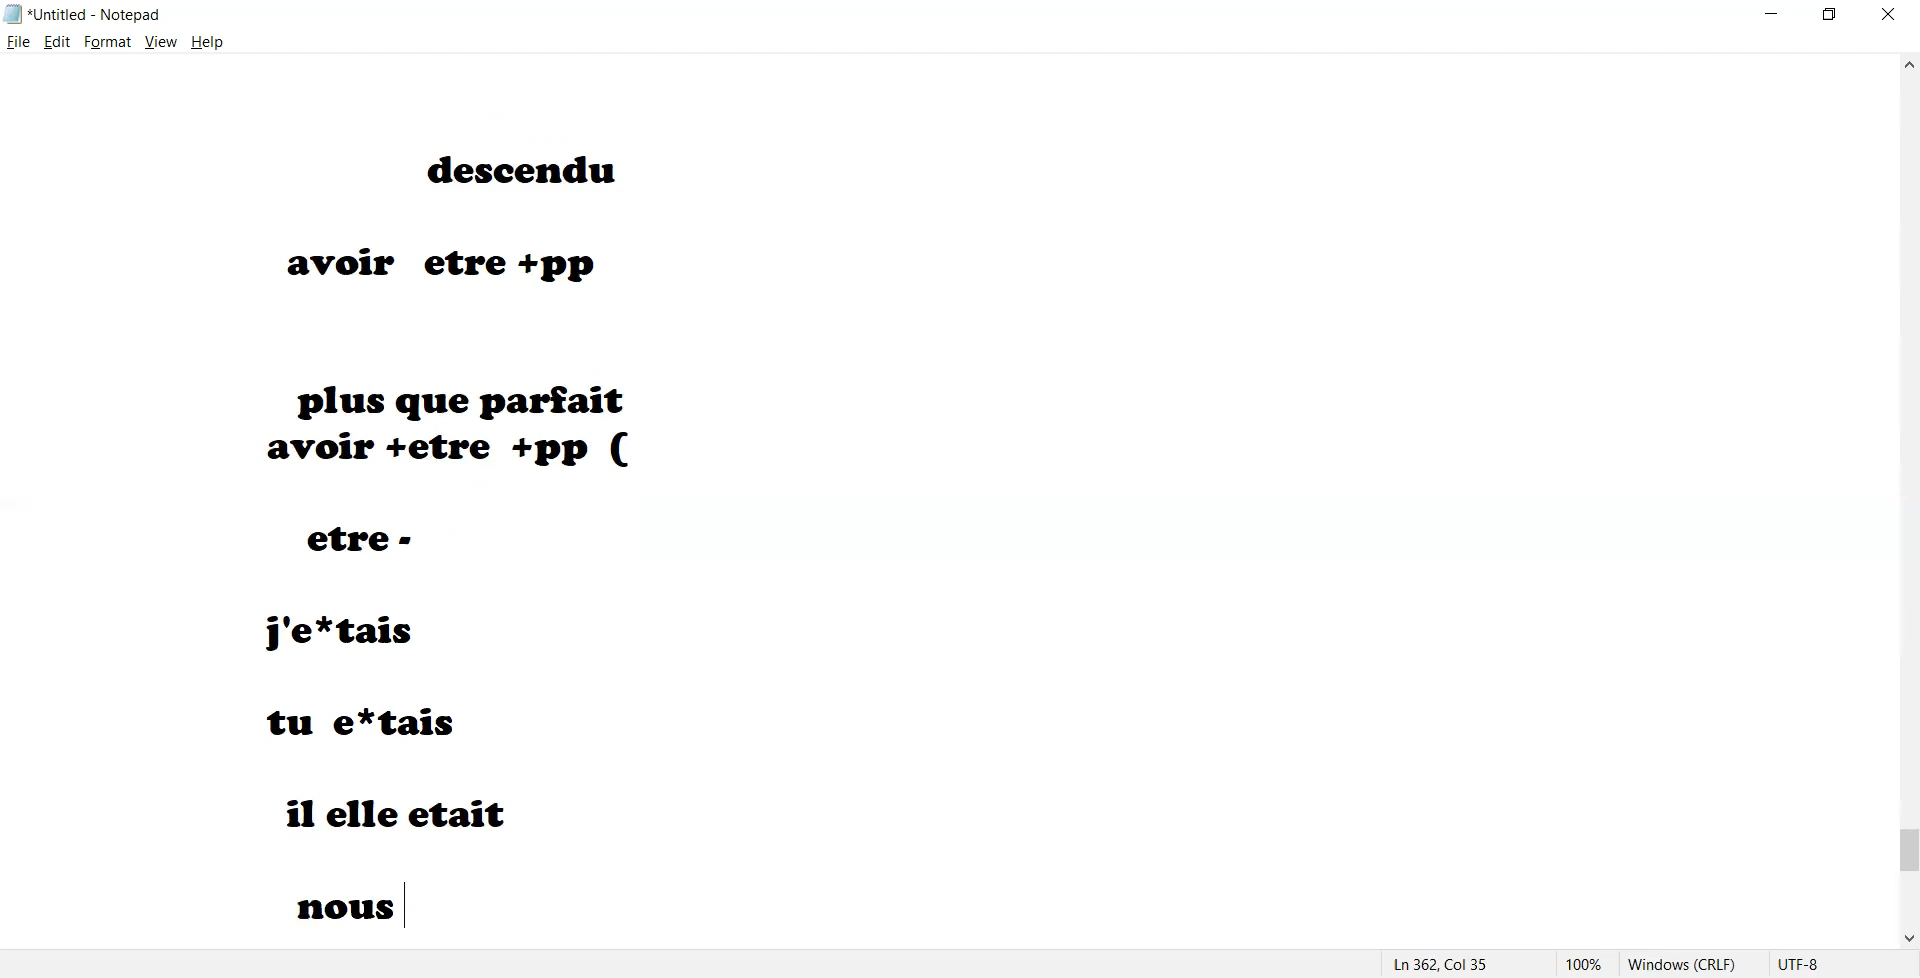 *Untitled - Notepad
File Edit Format View Help
descendu
avoir etre +pp
plus que parfait
avoir +etre +pp (
etre -
j'e*tais
tu e*tais
il elle etait
nous
Ln 362, Col 35 100% Windows (CRLF) UTF-8